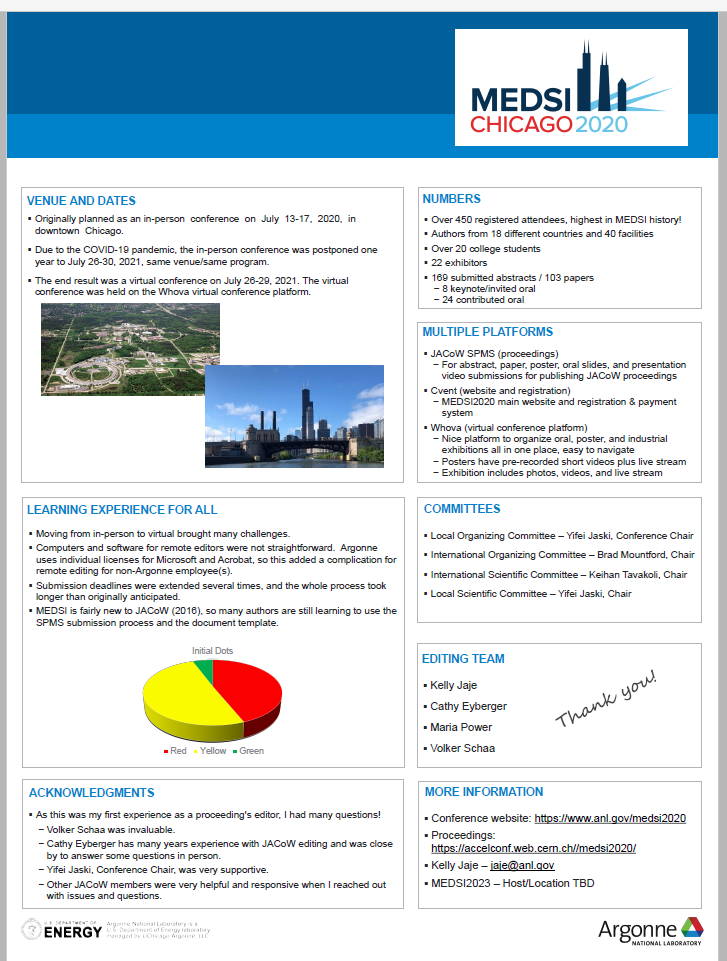 MEDSI
CHICAGO 2020
VENUE AND DATES
▪ Originally planned as an in-person conference on July 13-17, 2020, in
downtown Chicago.
▪ Due to the COVID-19 pandemic, the in-person conference was postponed one
year to July 26-30, 2021, same venue/same program.
▪ The end result was a virtual conference on July 26-29, 2021. The virtual
conference was held on the Whova virtual conference platform.
NUMBERS
▪ Over 450 registered attendees, highest in MEDSI history!
▪ Authors from 18 different countries and 40 facilities
▪ Over 20 college students
▪ 22 exhibitors
▪ 169 submitted abstracts / 103 papers
– 8 keynote/invited oral
– 24 contributed oral
MULTIPLE PLATFORMS
▪ JACoW SPMS (proceedings)
– For abstract, paper, poster, oral slides, and presentation
video submissions for publishing JACoW proceedings
▪ Cvent (website and registration)
– MEDSI2020 main website and registration & payment
system
▪ Whova (virtual conference platform)
– Nice platform to organize oral, poster, and industrial
exhibitions all in one place, easy to navigate
– Posters have pre-recorded short videos plus live stream
– Exhibition includes photos, videos, and live stream
LEARNING EXPERIENCE FOR ALL
▪ Moving from in-person to virtual brought many challenges.
▪ Computers and software for remote editors were not straightforward. Argonne
uses individual licenses for Microsoft and Acrobat, so this added a complication for
remote editing for non-Argonne employee(s).
▪ Submission deadlines were extended several times, and the whole process took
longer than originally anticipated.
▪ MEDSI is fairly new to JACoW (2016), so many authors are still learning to use the
SPMS submission process and the document template.
Initial Dots
Red Yellow Green
COMMITTEES
▪ Local Organizing Committee – Yifei Jaski, Conference Chair
▪ International Organizing Committee – Brad Mountford, Chair
▪ International Scientific Committee – Keihan Tavakoli, Chair
▪ Local Scientific Committee – Yifei Jaski, Chair
EDITING TEAM
▪ Kelly Jaje
▪ Cathy Eyberger
▪ Maria Power
▪ Volker Schaa
Thank you!
ACKNOWLEDGMENTS
▪ As this was my first experience as a proceeding's editor, I had many questions!
– Volker Schaa was invaluable.
– Cathy Eyberger has many years experience with JACoW editing and was close
by to answer some questions in person.
– Yifei Jaski, Conference Chair, was very supportive.
– Other JACoW members were very helpful and responsive when I reached out
with issues and questions.
MORE INFORMATION
▪ Conference website: https://www.anl.gov/medsi2020
▪ Proceedings:
https://accelconf.web.cern.ch//medsi2020/
▪ Kelly Jaje – jaje@anl.gov
▪ MEDSI2023 – Host/Location TBD
U.S. DEPARTMENT OF
ENERGY
Argonne National Laboratory is a
U.S. Department of Energy laboratory
managed by UChicago Argonne, LLC.
Argonne
NATIONAL LABORATORY